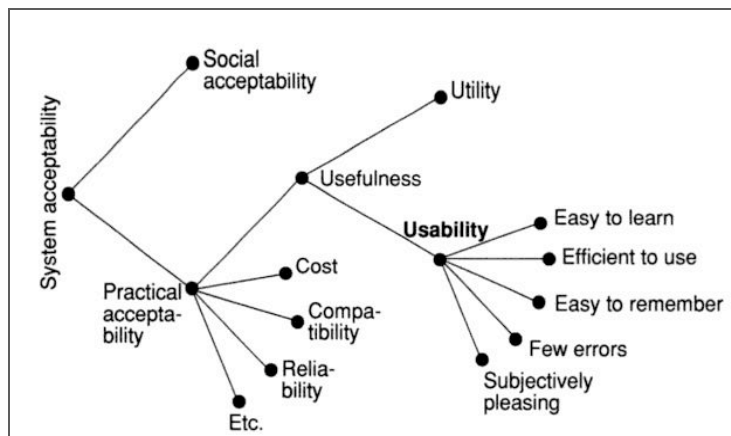 System acceptability
Social
acceptability
Utility
Usefulness
Usability
Easy to learn
Efficient to use
Easy to remember
Few errors
Subjectively
pleasing
Practical
accepta-
bility
Cost
Compa-
tibility
Relia-
bility
Etc.